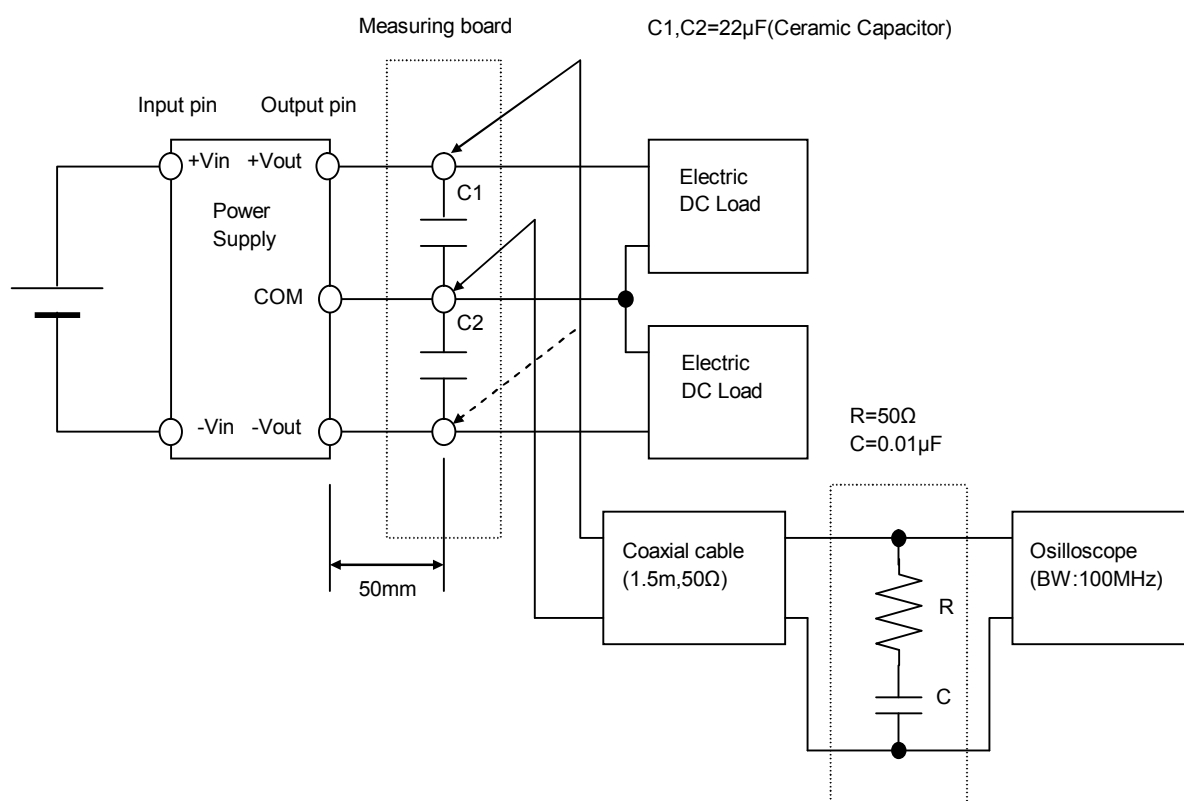 Measuring board
C1,C2=22µF(Ceramic Capacitor)
Input pin
Output pin
+Vin
+Vout
C1
Power
Supply
Electric
DC Load
COM
C2
Electric
DC Load
-Vin
-Vout
R=50Ω
C=0.01µF
50mm
Coaxial cable
(1.5m,50Ω)
R
C
Osilloscope
(BW:100MHz)